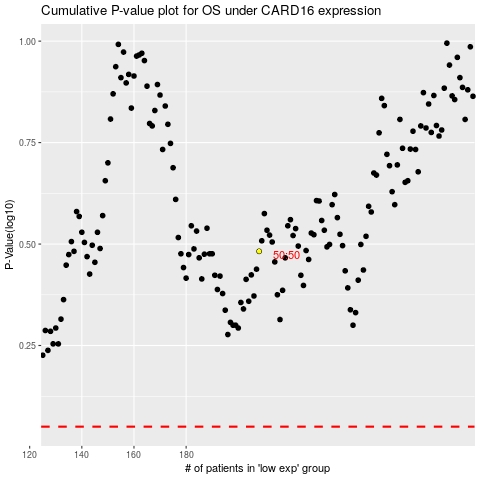 Cumulative P-value plot for OS under CARD16 expression
P-Value(log10)
1.00
0.75
0.50
0.25
50:50
120 140 160 180
# of patients in 'low exp' group